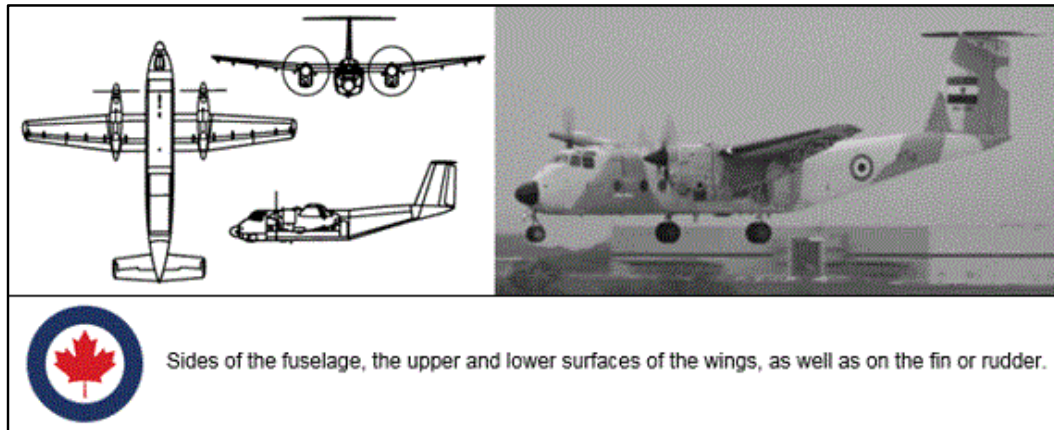 Sides of the fuselage, the upper and lower surfaces of the wings, as well as on the fin or rudder.